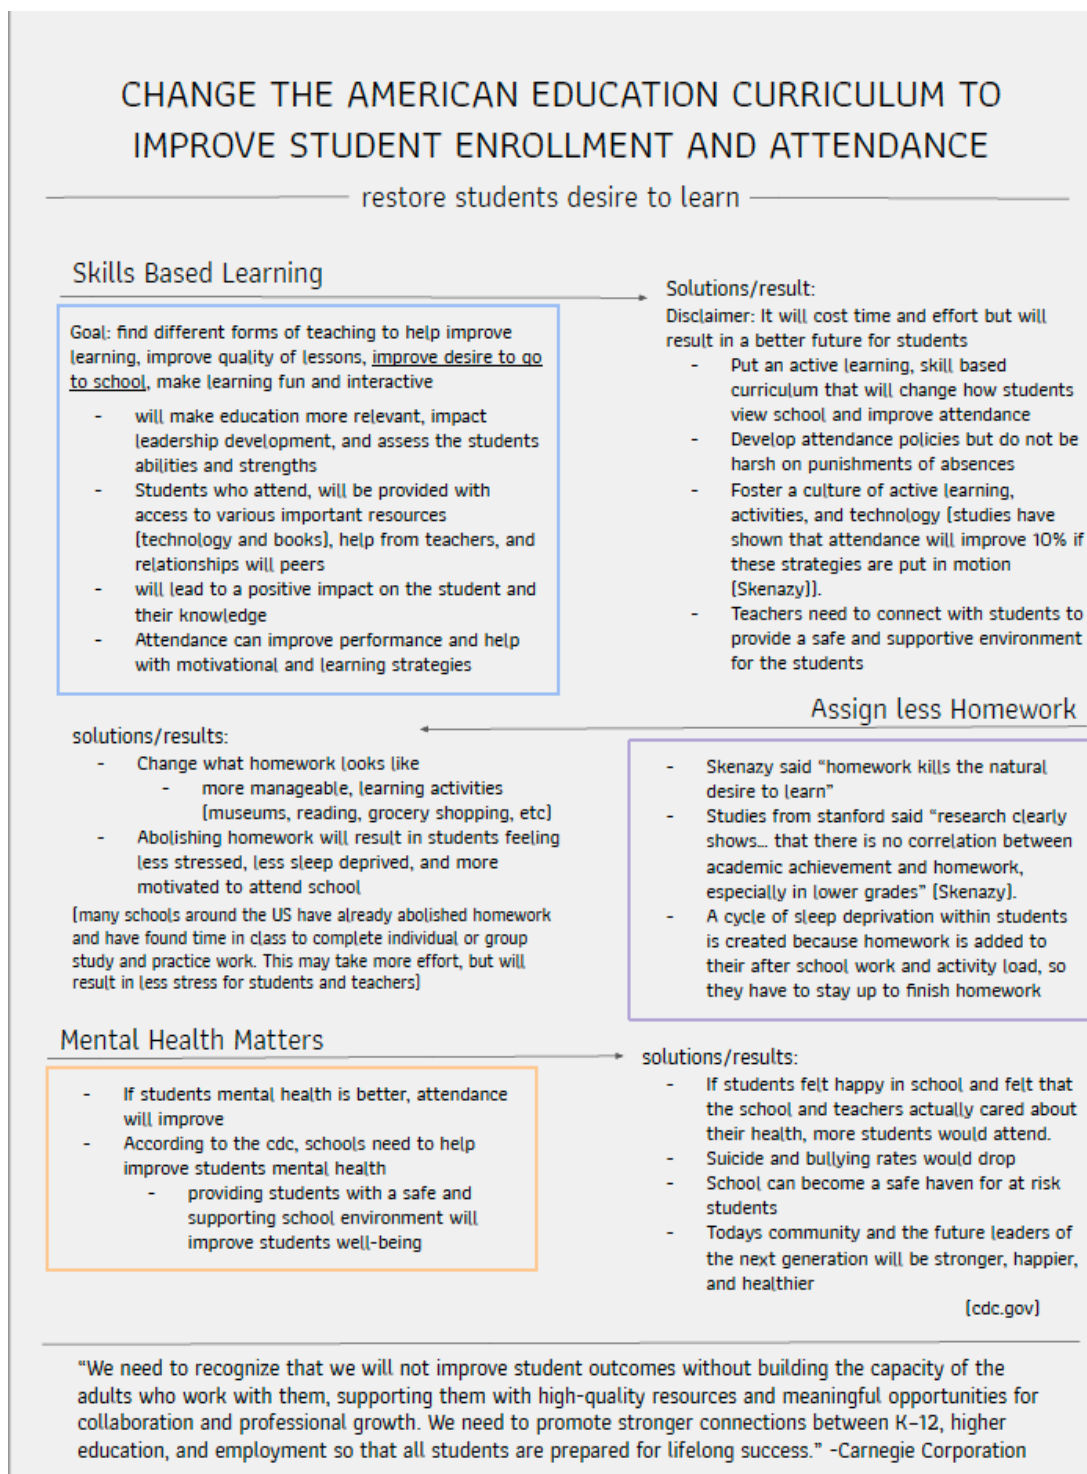 CHANGE THE AMERICAN EDUCATION CURRICULUM TO
IMPROVE STUDENT ENROLLMENT AND ATTENDANCE
restore students desire to learn
Skills Based Learning
Goal: find different forms of teaching to help improve
learning, improve quality of lessons, improve desire to go
to school, make learning fun and interactive
- will make education more relevant, impact
leadership development, and assess the students
abilities and strengths
- Students who attend, will be provided with
access to various important resources
(technology and books), help from teachers, and
relationships will peers
- will lead to a positive impact on the student and
their knowledge
- Attendance can improve performance and help
with motivational and learning strategies
Solutions/result:
Disclaimer: It will cost time and effort but will
result in a better future for students
- Put an active learning, skill based
curriculum that will change how students
view school and improve attendance
- Develop attendance policies but do not be
harsh on punishments of absences
- Foster a culture of active learning,
activities, and technology (studies have
shown that attendance will improve 10% if
these strategies are put in motion
(Skenazy)).
- Teachers need to connect with students to
provide a safe and supportive environment
for the students
Assign less Homework
- Skenazy said “homework kills the natural
desire to learn”
- Studies from stanford said “research clearly
shows... that there is no correlation between
academic achievement and homework,
especially in lower grades” (Skenazy).
- A cycle of sleep deprivation within students
is created because homework is added to
their after school work and activity load, so
they have to stay up to finish homework
solutions/results:
- Change what homework looks like
- more manageable, learning activities
(museums, reading, grocery shopping, etc)
- Abolishing homework will result in students feeling
less stressed, less sleep deprived, and more
motivated to attend school
(many schools around the US have already abolished homework
and have found time in class to complete individual or group
study and practice work. This may take more effort, but will
result in less stress for students and teachers)
Mental Health Matters
- If students mental health is better, attendance
will improve
- According to the cdc, schools need to help
improve students mental health
- providing students with a safe and
supporting school environment will
improve students well-being
solutions/results:
- If students felt happy in school and felt that
the school and teachers actually cared about
their health, more students would attend.
- Suicide and bullying rates would drop
- School can become a safe haven for at risk
students
- Todays community and the future leaders of
the next generation will be stronger, happier,
and healthier
(cdc.gov)
“We need to recognize that we will not improve student outcomes without building the capacity of the
adults who work with them, supporting them with high-quality resources and meaningful opportunities for
collaboration and professional growth. We need to promote stronger connections between K–12, higher
education, and employment so that all students are prepared for lifelong success.” -Carnegie Corporation